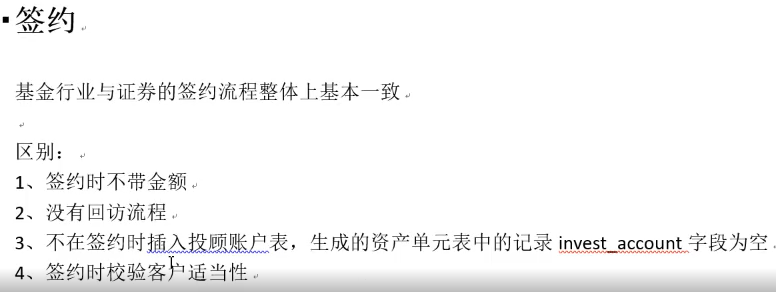 签约
基金行业与证券的签约流程整体上基本一致
区别：
1、签约时不带金额
2、没有回访流程
3、不在签约时插入投顾账户表，生成的资产单元表中的记录 invest_account 字段为空
4、签约时校验客户适当性